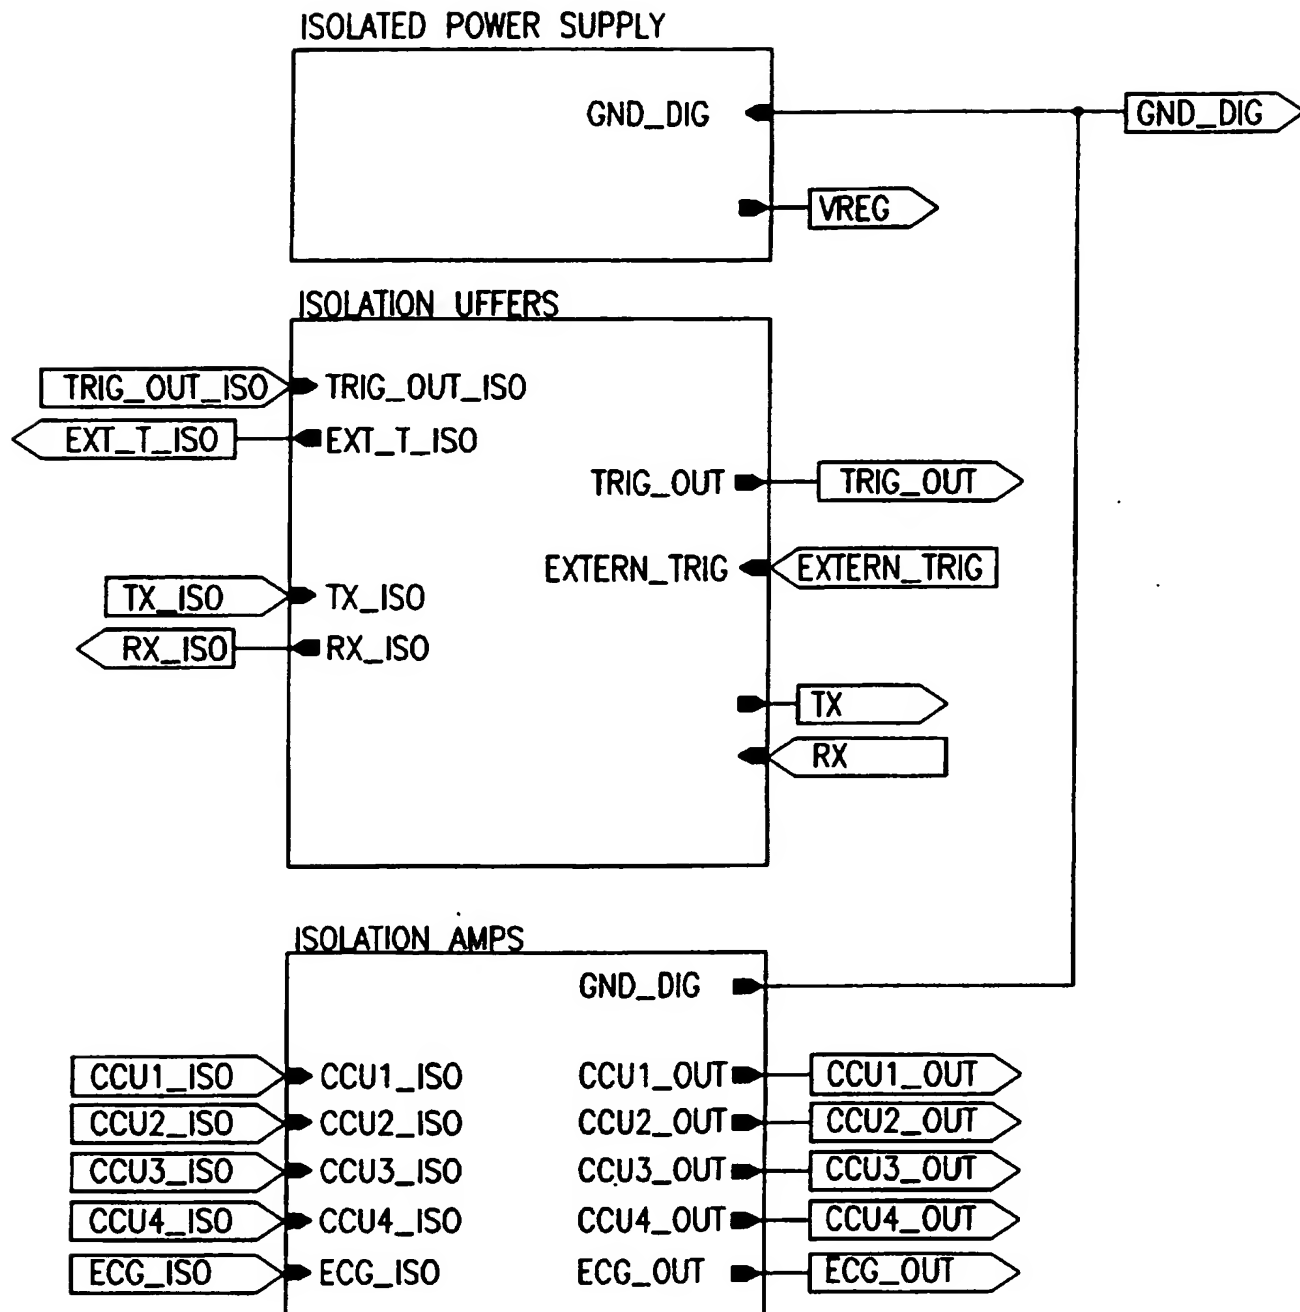 ISOLATED POWER SUPPLY
GND_DIG
GND_DIG
VREG
ISOLATION UFFERS
TRIG_OUT_ISO
TRIG_OUT_ISO
EXT_T_ISO
EXT_T_ISO
TRIG_OUT
TRIG_OUT
EXTERN_TRIG
EXTERN_TRIG
TX_ISO
TX_ISO
RX_ISO
RX_ISO
TX
RX
ISOLATION AMPS
GND_DIG
CCU1_ISO
CCU1_ISO
CCU1_OUT
CCU1_OUT
CCU2_ISO
CCU2_ISO
CCU2_OUT
CCU2_OUT
CCU3_ISO
CCU3_ISO
CCU3_OUT
CCU3_OUT
CCU4_ISO
CCU4_ISO
CCU4_OUT
CCU4_OUT
ECG_ISO
ECG_ISO
ECG_OUT
ECG_OUT